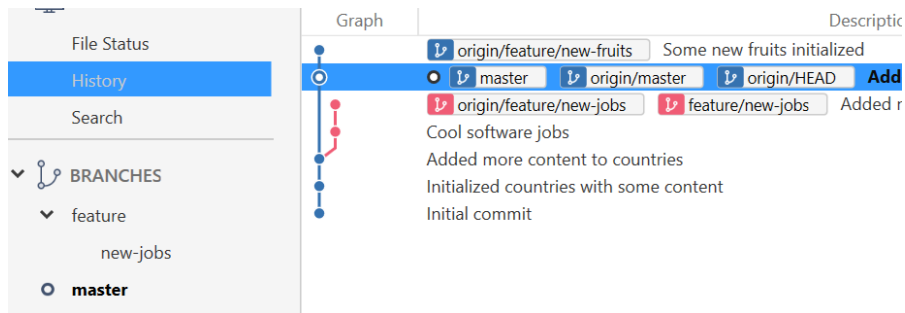 Graph
File Status
origin/feature/new-fruits Some new fruits initialized
History
master origin/master origin/HEAD
Search
origin/feature/new-jobs feature/new-jobs Added
Cool software jobs
Added more content to countries
BRANCHES
Initialized countries with some content
feature
Initial commit
new-jobs
master